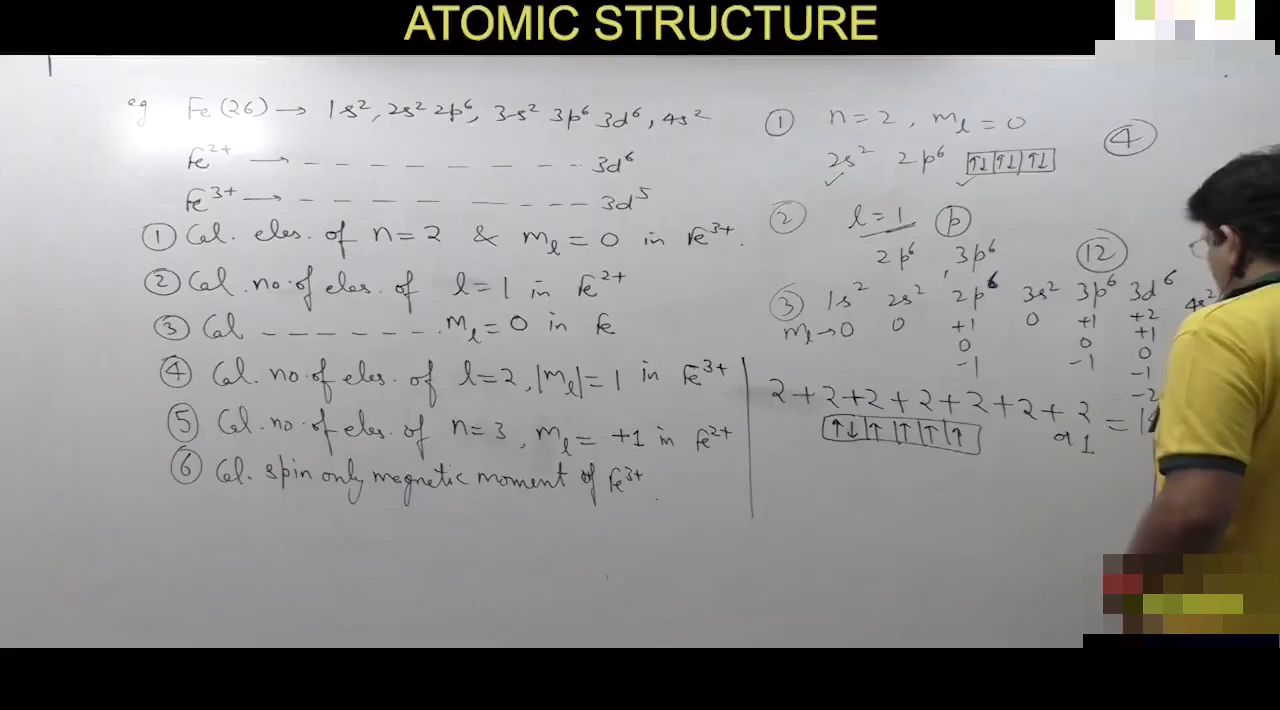 ATOMIC STRUCTURE
eg Fe (26) → 1s², 2s² 2p⁶, 3s² 3p⁶ 3d⁶, 4s²
Fe²⁺ → – – – – – – – – – 3d⁶
Fe³⁺ → – – – – – – – – 3d⁵
① Cal. eles. of n = 2 & mₗ = 0 in Fe³⁺.
② Cal. no. of eles. of l = 1 in Fe²⁺
③ Cal – – – – – – – . mₗ = 0 in Fe
④ Cal. no. of eles. of l = 2, |mₗ| = 1 in Fe³⁺
⑤ Cal. no. of eles. of n = 3, mₗ = +1 in Fe²⁺
⑥ Cal. spin only magnetic moment of Fe³⁺.
① n = 2, mₗ = 0
2s² 2p⁶ ↑↓ ↑↓ ↑↓ ④
✓ ✓
② l = 1 ⓟ
2p⁶, 3p⁶ ⑫
③ 1s² 2s² 2p⁶ 3s² 3p⁶ 3d⁶ 4s²
mₗ → 0 0 +1 0 +1 +2
0 0 +1
-1 -1 0
-1
-2
2 + 2 + 2 + 2 + 2 + 2 + 2 =
↑↓ ↑ ↑ ↑ ↑ 1